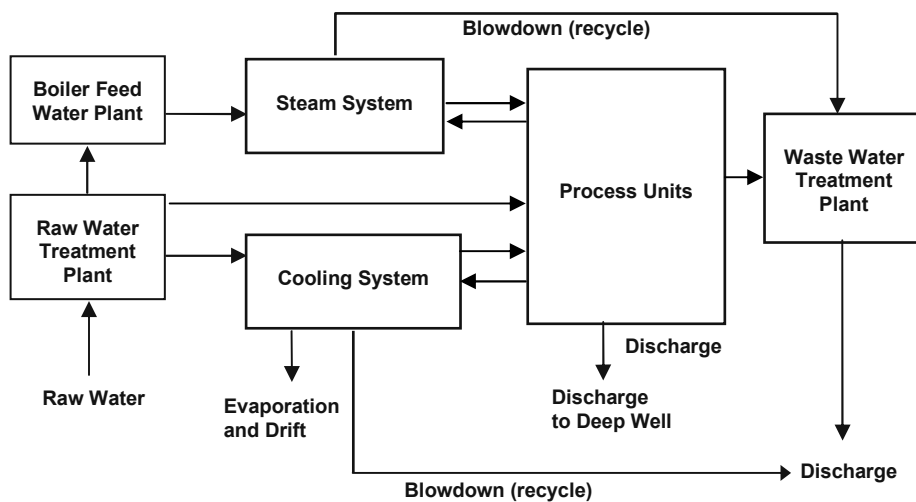 Blowdown (recycle)
Boiler Feed
Water Plant
Steam System
Process Units
Waste Water
Treatment
Plant
Raw Water
Treatment
Plant
Cooling System
Discharge
Raw Water
Evaporation
and Drift
Discharge
to Deep Well
Discharge
Blowdown (recycle)